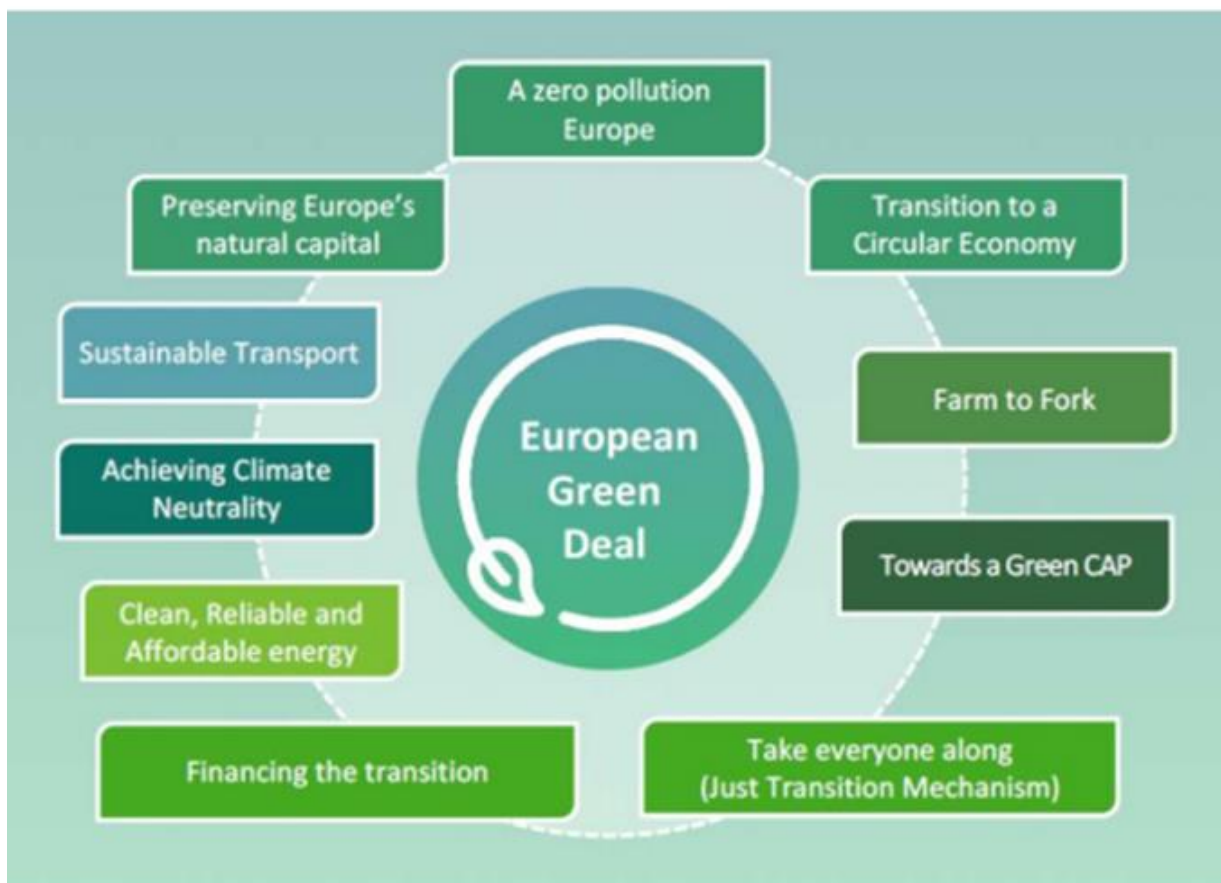 A zero pollution
Europe
Preserving Europe's
natural capital
Transition to a
Circular Economy
Sustainable Transport
Farm to Fork
European
Green
Deal
Achieving Climate
Neutrality
Towards a Green CAP
Clean, Reliable and
Affordable energy
Financing the transition
Take everyone along
(Just Transition Mechanism)